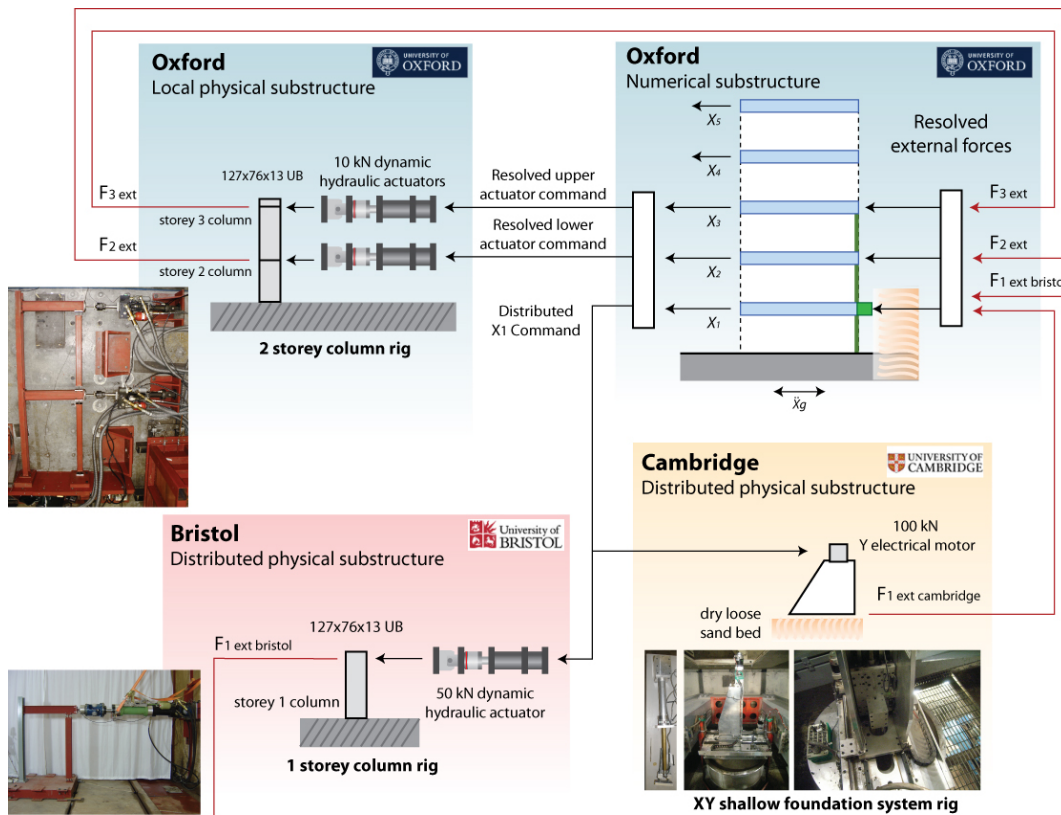 Oxford
Local physical substructure
UNIVERSITY OF
OXFORD
10 kN dynamic
hydraulic actuators
127x76x13 UB
F3 ext
storey 3 column
F2 ext
storey 2 column
2 storey column rig
Resolved upper
actuator command
Resolved lower
actuator command
Distributed
X1 Command
Oxford
Numerical substructure
UNIVERSITY OF
OXFORD
X5
X4
X3
X2
X1
Ẍg
Resolved
external forces
F3 ext
F2 ext
F1 ext bristol
Bristol
Distributed physical substructure
University of
BRISTOL
F1 ext bristol
127x76x13 UB
storey 1 column
50 kN dynamic
hydraulic actuator
1 storey column rig
Cambridge
Distributed physical substructure
UNIVERSITY OF
CAMBRIDGE
100 kN
Y electrical motor
F1 ext cambridge
dry loose
sand bed
XY shallow foundation system rig